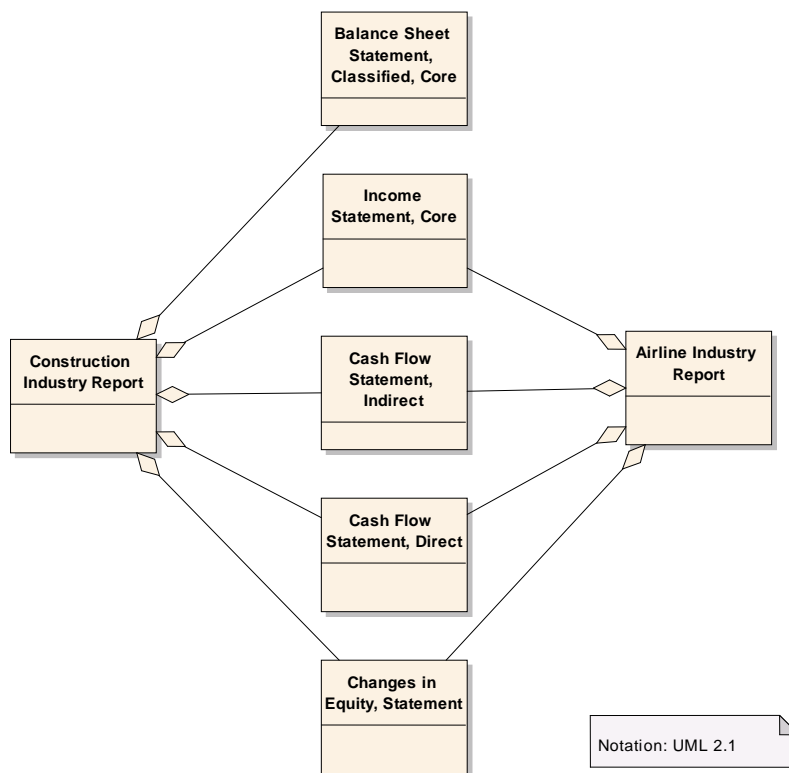 Balance Sheet
Statement,
Classified, Core
Income
Statement, Core
Construction
Industry Report
Cash Flow
Statement,
Indirect
Airline Industry
Report
Cash Flow
Statement, Direct
Changes in
Equity, Statement
Notation: UML 2.1